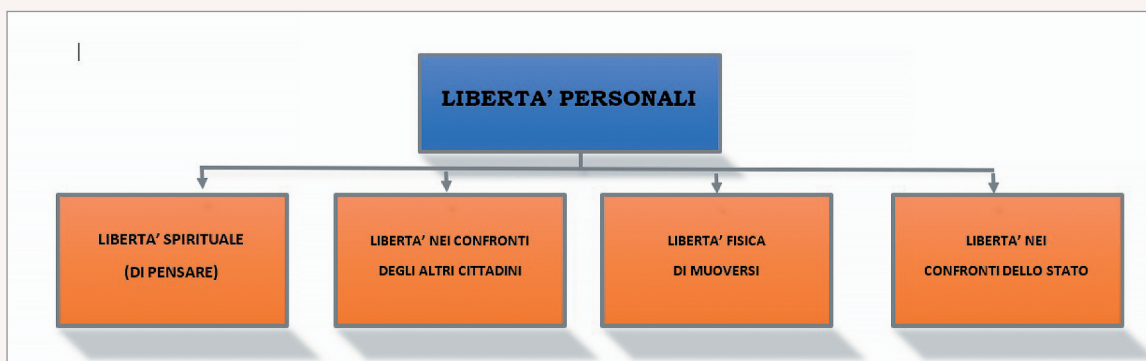 LIBERTA' PERSONALI
LIBERTA' SPIRITUALE
(DI PENSARE)
LIBERTA' NEI CONFRONTI
DEGLI ALTRI CITTADINI
LIBERTA' FISICA
DI MUOVERSI
LIBERTA' NEI
CONFRONTI DELLO STATO